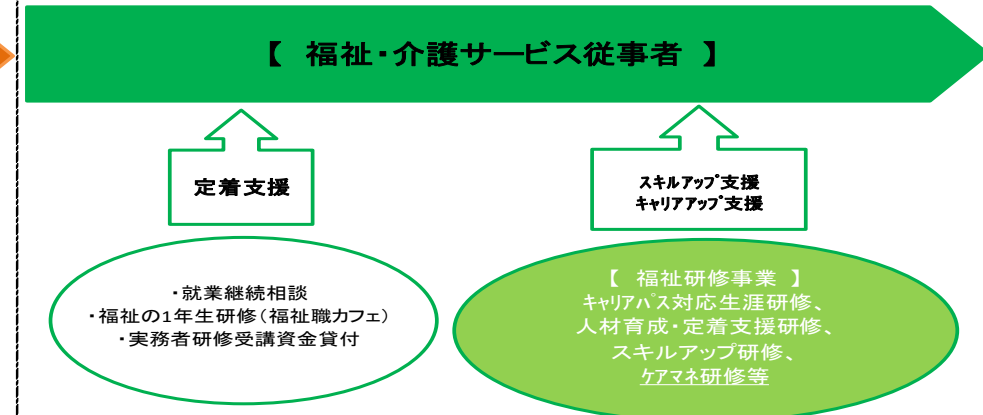 【 福祉・介護サービス従事者 】
定着支援
スキルアップ支援
キャリアアップ支援
・就業継続相談
・福祉の1年生研修(福祉職カフェ)
・実務者研修受講資金貸付
【 福祉研修事業 】
キャリアパス対応生涯研修、
人材育成・定着支援研修、
スキルアップ研修、
ケアマネ研修等